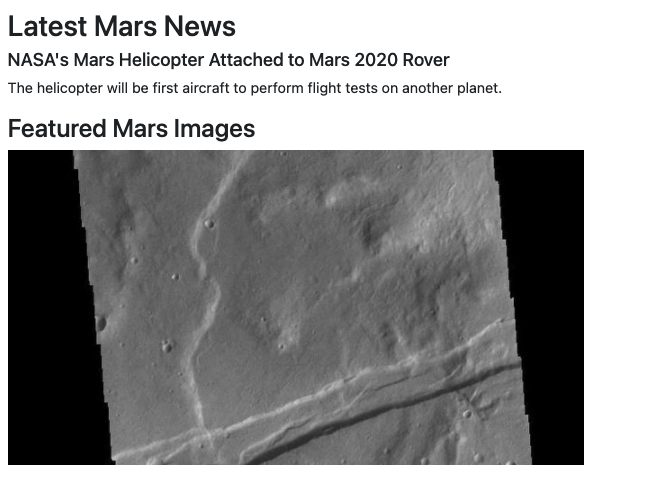 Latest Mars News
NASA's Mars Helicopter Attached to Mars 2020 Rover
The helicopter will be first aircraft to perform flight tests on another planet.
Featured Mars Images